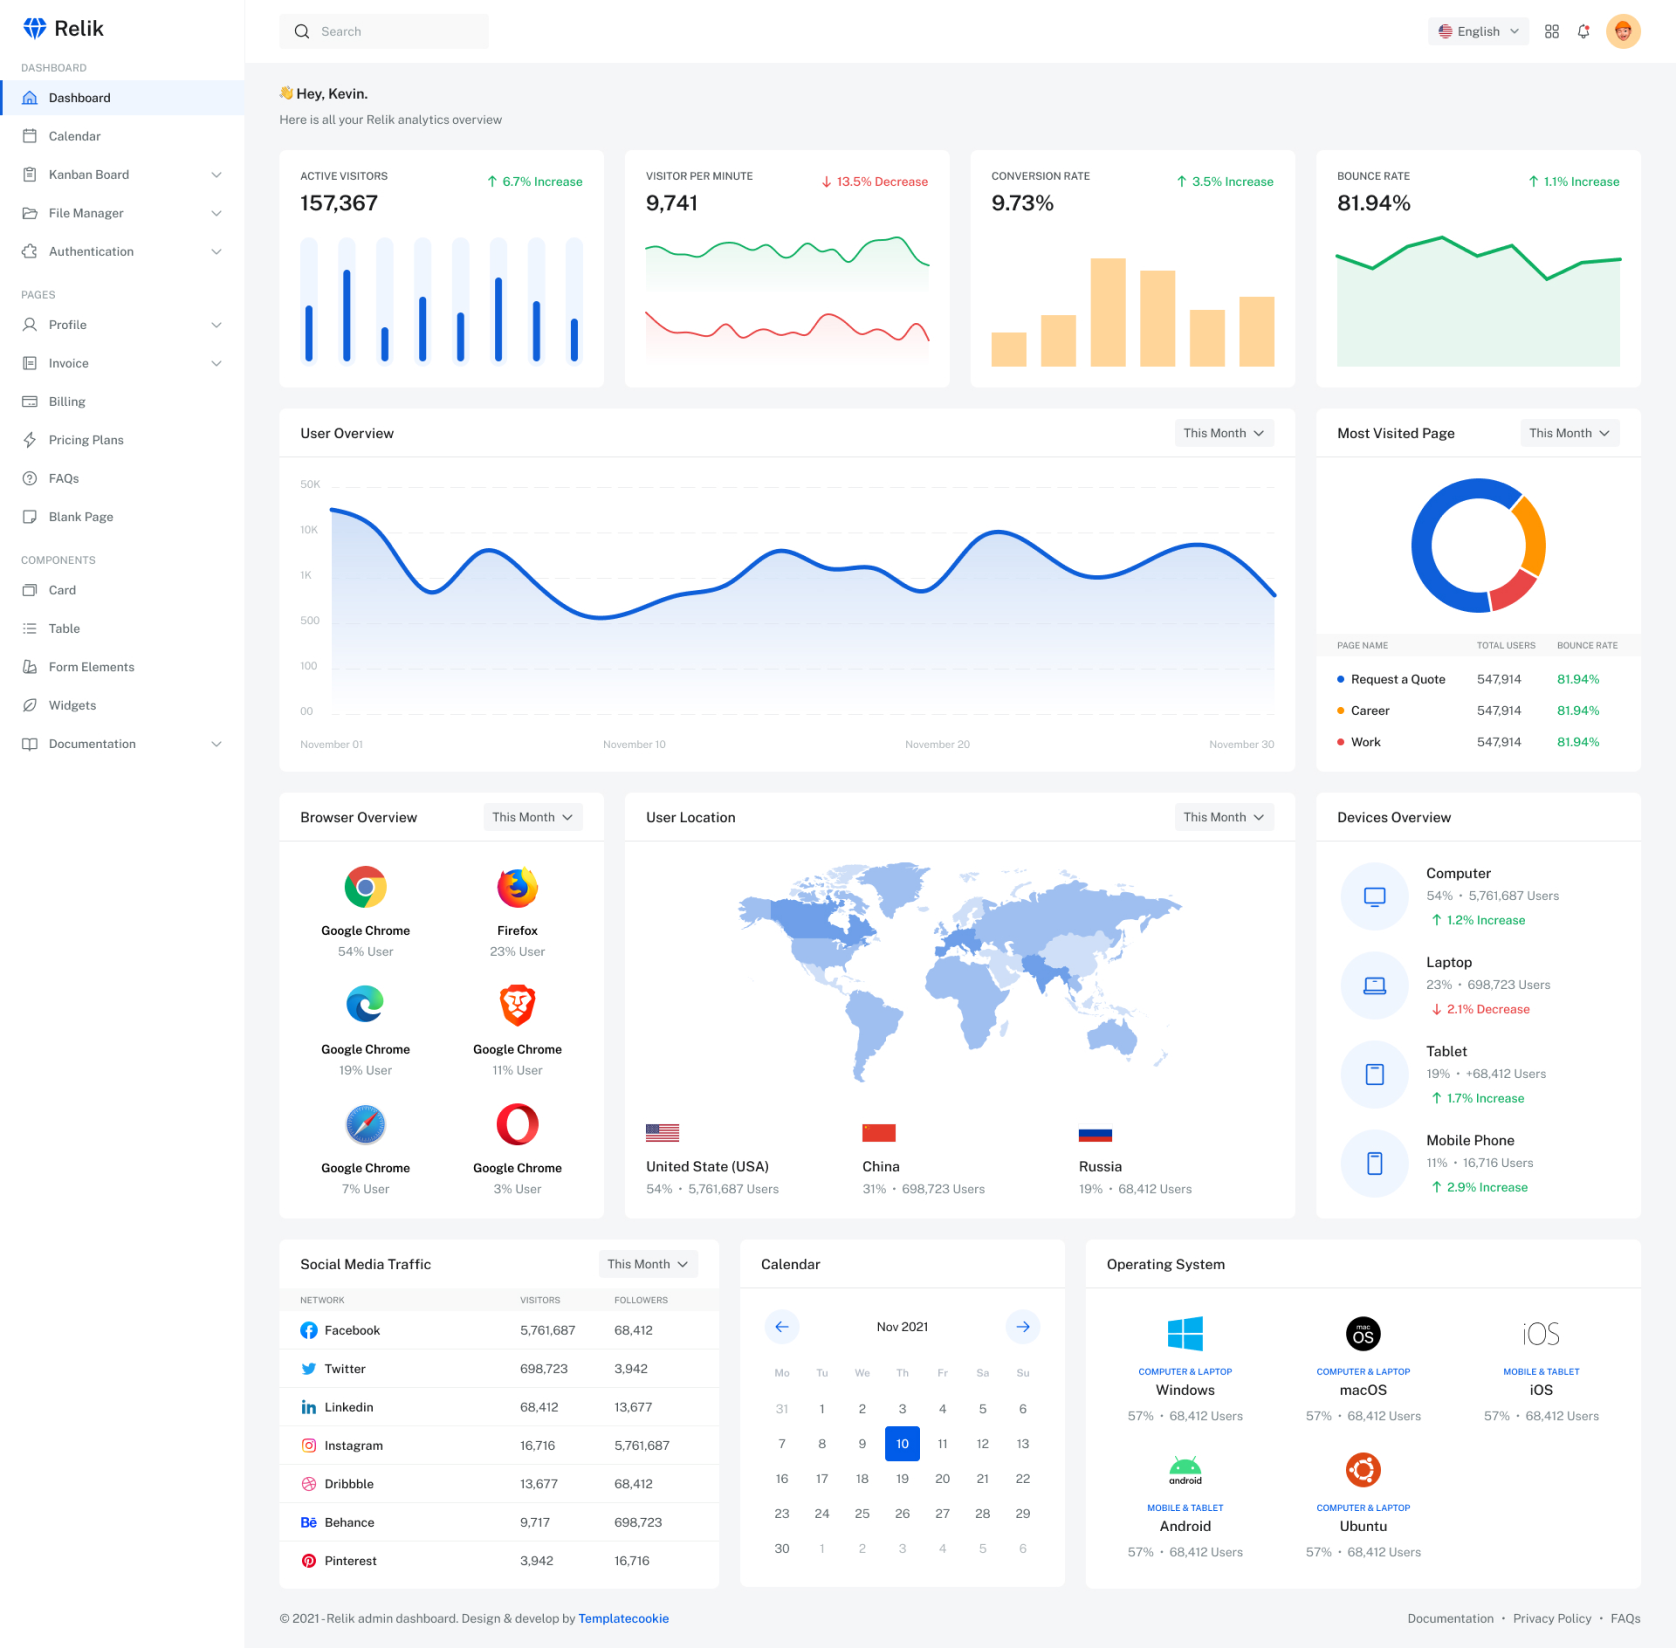 Relik
DASHBOARD
Dashboard
Calendar
Kanban Board
File Manager
Authentication
PAGES
Profile
Invoice
Billing
Pricing Plans
FAQs
Blank Page
COMPONENTS
Card
Table
Form Elements
Widgets
Documentation
Search
English
👋 Hey, Kevin.
Here is all your Relik analytics overview
ACTIVE VISITORS
157,367
↑ 6.7% Increase
VISITOR PER MINUTE
9,741
↓ 13.5% Decrease
CONVERSION RATE
9.73%
↑ 3.5% Increase
BOUNCE RATE
81.94%
↑ 1.1% Increase
User Overview
This Month
50K
10K
1K
500
100
00
November 01 November 10 November 20 November 30
Most Visited Page
This Month
PAGE NAME TOTAL USERS BOUNCE RATE
Request a Quote 547,914 81.94%
Career 547,914 81.94%
Work 547,914 81.94%
Browser Overview
This Month
Google Chrome
54% User
Firefox
23% User
Google Chrome
19% User
Google Chrome
11% User
Google Chrome
7% User
Google Chrome
3% User
User Location
This Month
United State (USA)
54% • 5,761,687 Users
China
31% • 698,723 Users
Russia
19% • 68,412 Users
Devices Overview
Computer
54% • 5,761,687 Users
↑ 1.2% Increase
Laptop
23% • 698,723 Users
↓ 2.1% Decrease
Tablet
19% • +68,412 Users
↑ 1.7% Increase
Mobile Phone
11% • 16,716 Users
↑ 2.9% Increase
Social Media Traffic
This Month
NETWORK VISITORS FOLLOWERS
Facebook 5,761,687 68,412
Twitter 698,723 3,942
in Linkedin 68,412 13,677
Instagram 16,716 5,761,687
Dribbble 13,677 68,412
Bē Behance 9,717 698,723
Pinterest 3,942 16,716
Calendar
Nov 2021
Mo Tu We Th Fr Sa Su
31 1 2 3 4 5 6
7 8 9 10 11 12 13
16 17 18 19 20 21 22
23 24 25 26 27 28 29
30 1 2 3 4 5 6
Operating System
COMPUTER & LAPTOP
Windows
57% • 68,412 Users
mac
OS
COMPUTER & LAPTOP
macOS
57% • 68,412 Users
iOS
MOBILE & TABLET
iOS
57% • 68,412 Users
android
MOBILE & TABLET
Android
57% • 68,412 Users
COMPUTER & LAPTOP
Ubuntu
57% • 68,412 Users
© 2021 - Relik admin dashboard. Design & develop by Templatecookie
Documentation • Privacy Policy • FAQs